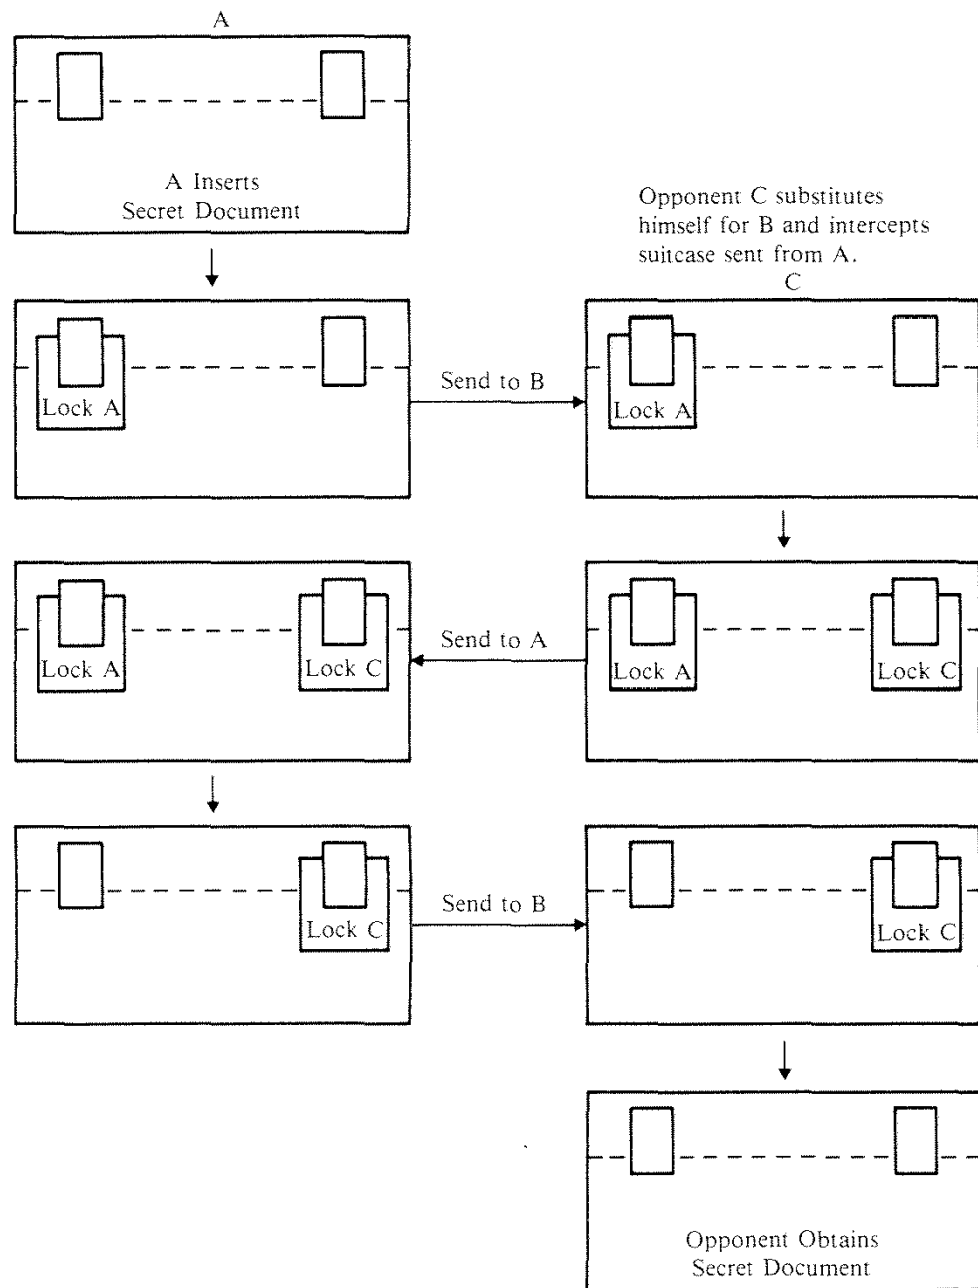 A
A Inserts
Secret Document
Opponent C substitutes
himself for B and intercepts
suitcase sent from A.
C
Lock A
Send to B
Lock A
Lock A
Lock C
Send to A
Lock A
Lock C
Lock C
Send to B
Lock C
Opponent Obtains
Secret Document